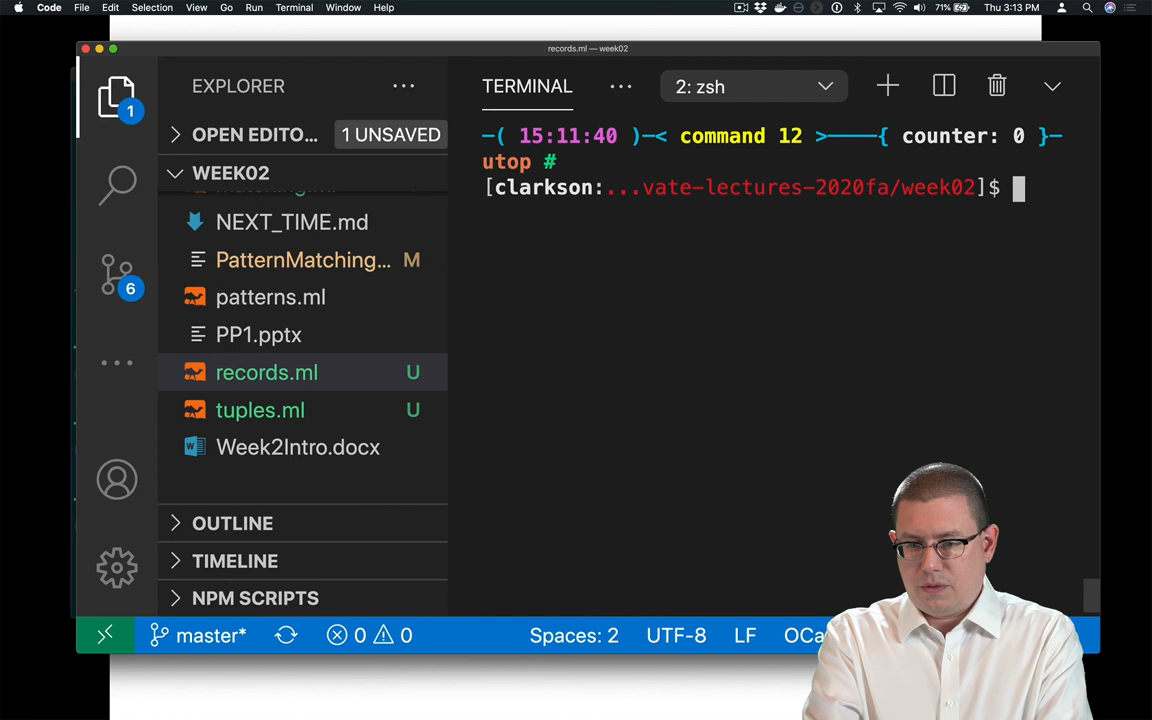 Code File Edit Selection View Go Run Terminal Window Help 71% Thu 3:13 PM
records.ml — week02
EXPLORER ...
1
OPEN EDITO... 1 UNSAVED
WEEK02
NEXT_TIME.md
PatternMatching... M
patterns.ml
PP1.pptx
records.ml U
tuples.ml U
Week2Intro.docx
6
OUTLINE
TIMELINE
NPM SCRIPTS
TERMINAL ... 2: zsh
─( 15:11:40 )─< command 12 >────{ counter: 0 }─
utop #
[clarkson:...vate-lectures-2020fa/week02]$
master* 0 0 Spaces: 2 UTF-8 LF